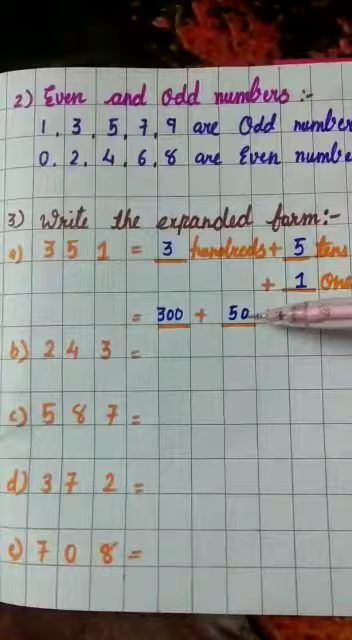 2) Even and Odd numbers :-
1, 3, 5, 7, 9 are Odd number
0, 2, 4, 6, 8 are Even numbe
3) Write the expanded form:-
a) 3 5 1 = 3 hundreds + 5 tens
+ 1 One
= 300 + 50 +
b) 2 4 3 =
c) 5 8 7 =
d) 3 7 2 =
e) 7 0 8 =